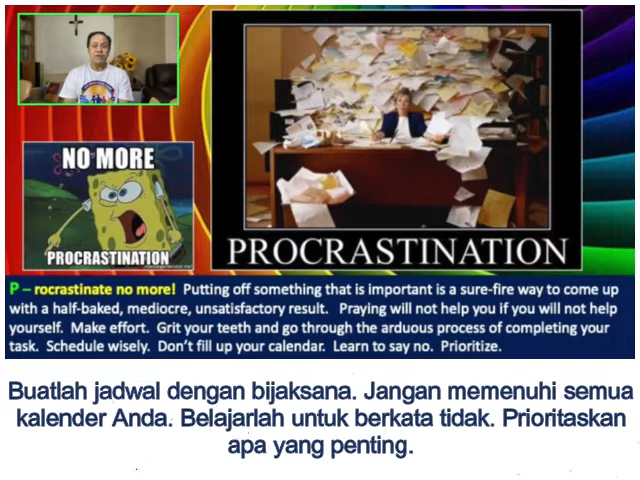 NO MORE
PROCRASTINATION
PROCRASTINATION
P – rocrastinate no more! Putting off something that is important is a sure-fire way to come up
with a half-baked, mediocre, unsatisfactory result. Praying will not help you if you will not help
yourself. Make effort. Grit your teeth and go through the arduous process of completing your
task. Schedule wisely. Don't fill up your calendar. Learn to say no. Prioritize.
Buatlah jadwal dengan bijaksana. Jangan memenuhi semua
kalender Anda. Belajarlah untuk berkata tidak. Prioritaskan
apa yang penting.